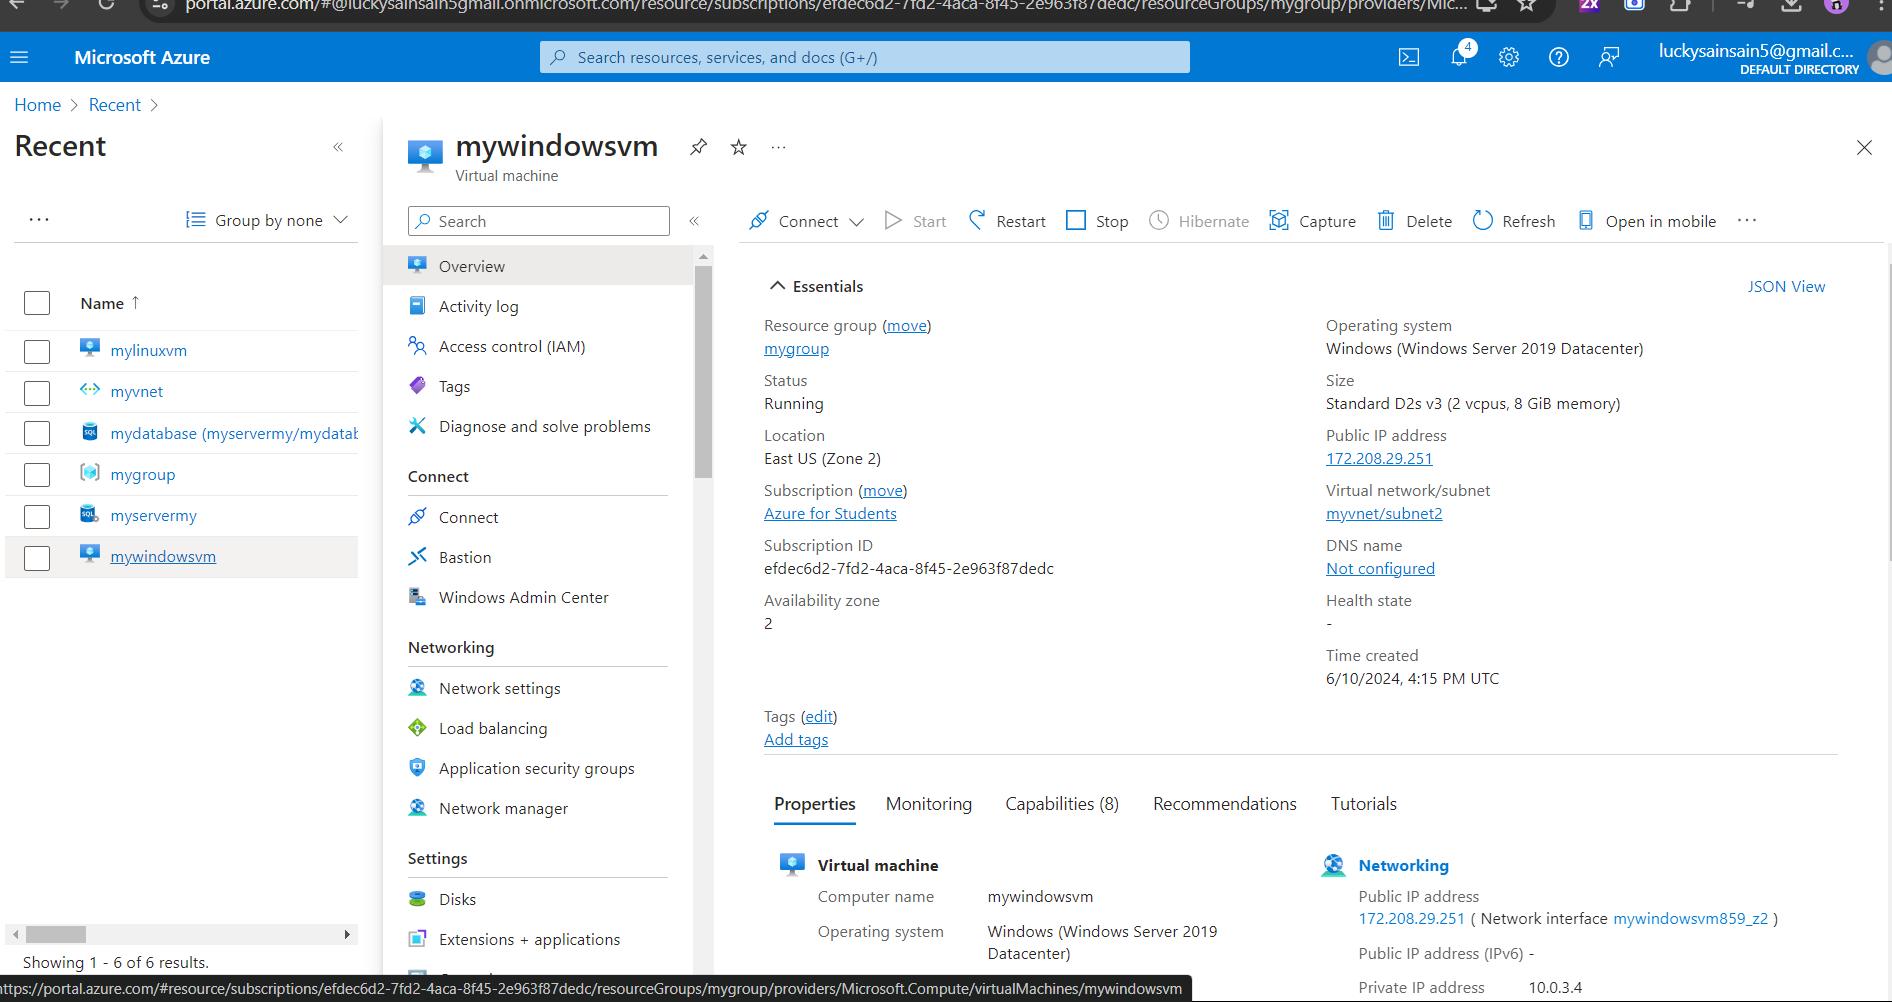 portal.azure.com/#@luckysainsain5gmail.onmicrosoft.com/resource/subscriptions/efdec6d2-7fd2-4aca-8f45-2e963f87dedc/resourceGroups/mygroup/providers/Mic...
2x
Microsoft Azure
Search resources, services, and docs (G+/)
4
luckysainsain5@gmail.c...
DEFAULT DIRECTORY
Home > Recent >
Recent
Group by none
Name ↑
mylinuxvm
myvnet
mydatabase (myservermy/mydatab
mygroup
myservermy
mywindowsvm
Showing 1 - 6 of 6 results.
mywindowsvm
Virtual machine
Search
Overview
Activity log
Access control (IAM)
Tags
Diagnose and solve problems
Connect
Connect
Bastion
Windows Admin Center
Networking
Network settings
Load balancing
Application security groups
Network manager
Settings
Disks
Extensions + applications
Connect
Start
Restart
Stop
Hibernate
Capture
Delete
Refresh
Open in mobile
Essentials
JSON View
Resource group (move)
mygroup
Status
Running
Location
East US (Zone 2)
Subscription (move)
Azure for Students
Subscription ID
efdec6d2-7fd2-4aca-8f45-2e963f87dedc
Availability zone
2
Operating system
Windows (Windows Server 2019 Datacenter)
Size
Standard D2s v3 (2 vcpus, 8 GiB memory)
Public IP address
172.208.29.251
Virtual network/subnet
myvnet/subnet2
DNS name
Not configured
Health state
-
Time created
6/10/2024, 4:15 PM UTC
Tags (edit)
Add tags
Properties
Monitoring
Capabilities (8)
Recommendations
Tutorials
Virtual machine
Computer name mywindowsvm
Operating system Windows (Windows Server 2019
Datacenter)
Networking
Public IP address
172.208.29.251 ( Network interface mywindowsvm859_z2 )
Public IP address (IPv6) -
Private IP address 10.0.3.4
https://portal.azure.com/#resource/subscriptions/efdec6d2-7fd2-4aca-8f45-2e963f87dedc/resourceGroups/mygroup/providers/Microsoft.Compute/virtualMachines/mywindowsvm